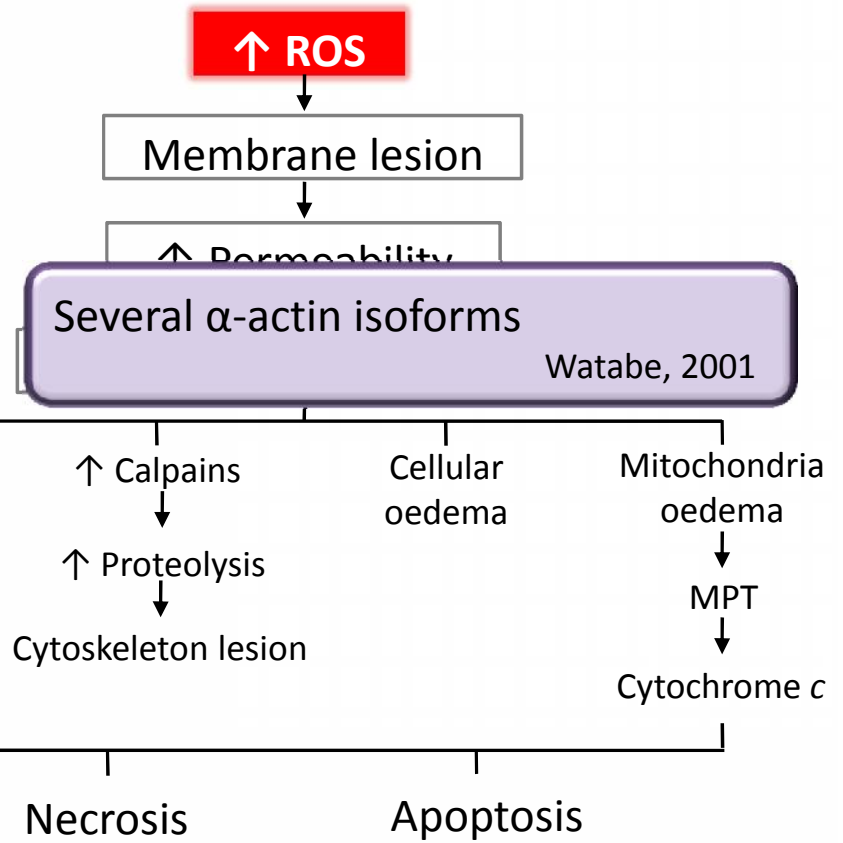 ↑ ROS
Membrane lesion
↑ Permeability
Several α-actin isoforms
Watabe, 2001
↑ Calpains
Cellular
oedema
Mitochondria
oedema
↑ Proteolysis
MPT
Cytoskeleton lesion
Cytochrome c
Necrosis
Apoptosis